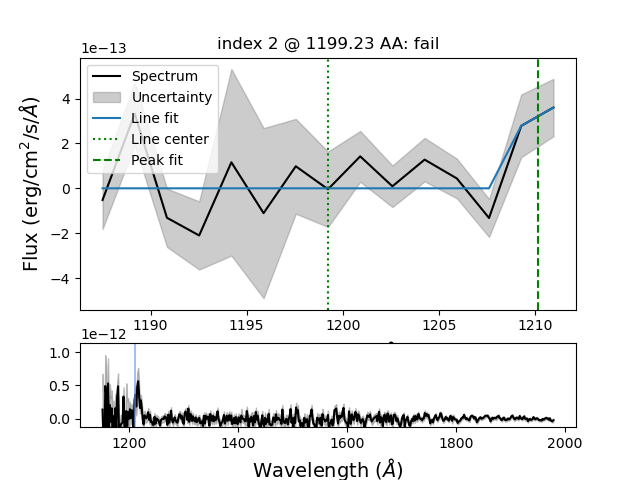 index 2 @ 1199.23 AA: fail
1e−13
Spectrum
Uncertainty
Line fit
Line center
Peak fit
4
2
0
−2
−4
Flux (erg/cm²/s/Å)
1190
1195
1200
1205
1210
1e−12
1.0
0.5
0.0
1200
1400
1600
1800
2000
Wavelength (Å)